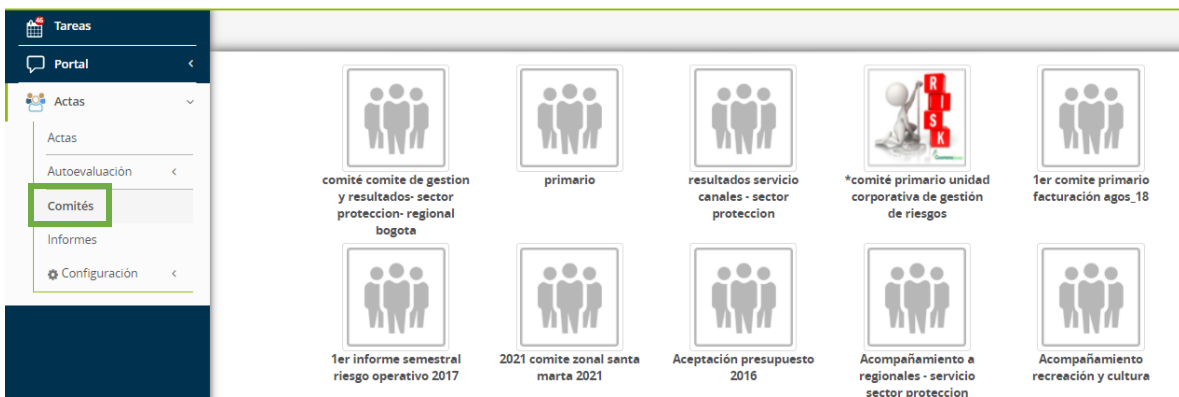 46
Tareas
Portal
Actas
Actas
Autoevaluación
Comités
Informes
Configuración
comité comite de gestion
y resultados- sector
proteccion- regional
bogota
primario
resultados servicio
canales - sector
proteccion
RISK
*comité primario unidad
corporativa de gestión
de riesgos
1er comite primario
facturación agos_18
1er informe semestral
riesgo operativo 2017
2021 comite zonal santa
marta 2021
Aceptación presupuesto
2016
Acompañamiento a
regionales - servicio
sector proteccion
Acompañamiento
recreación y cultura